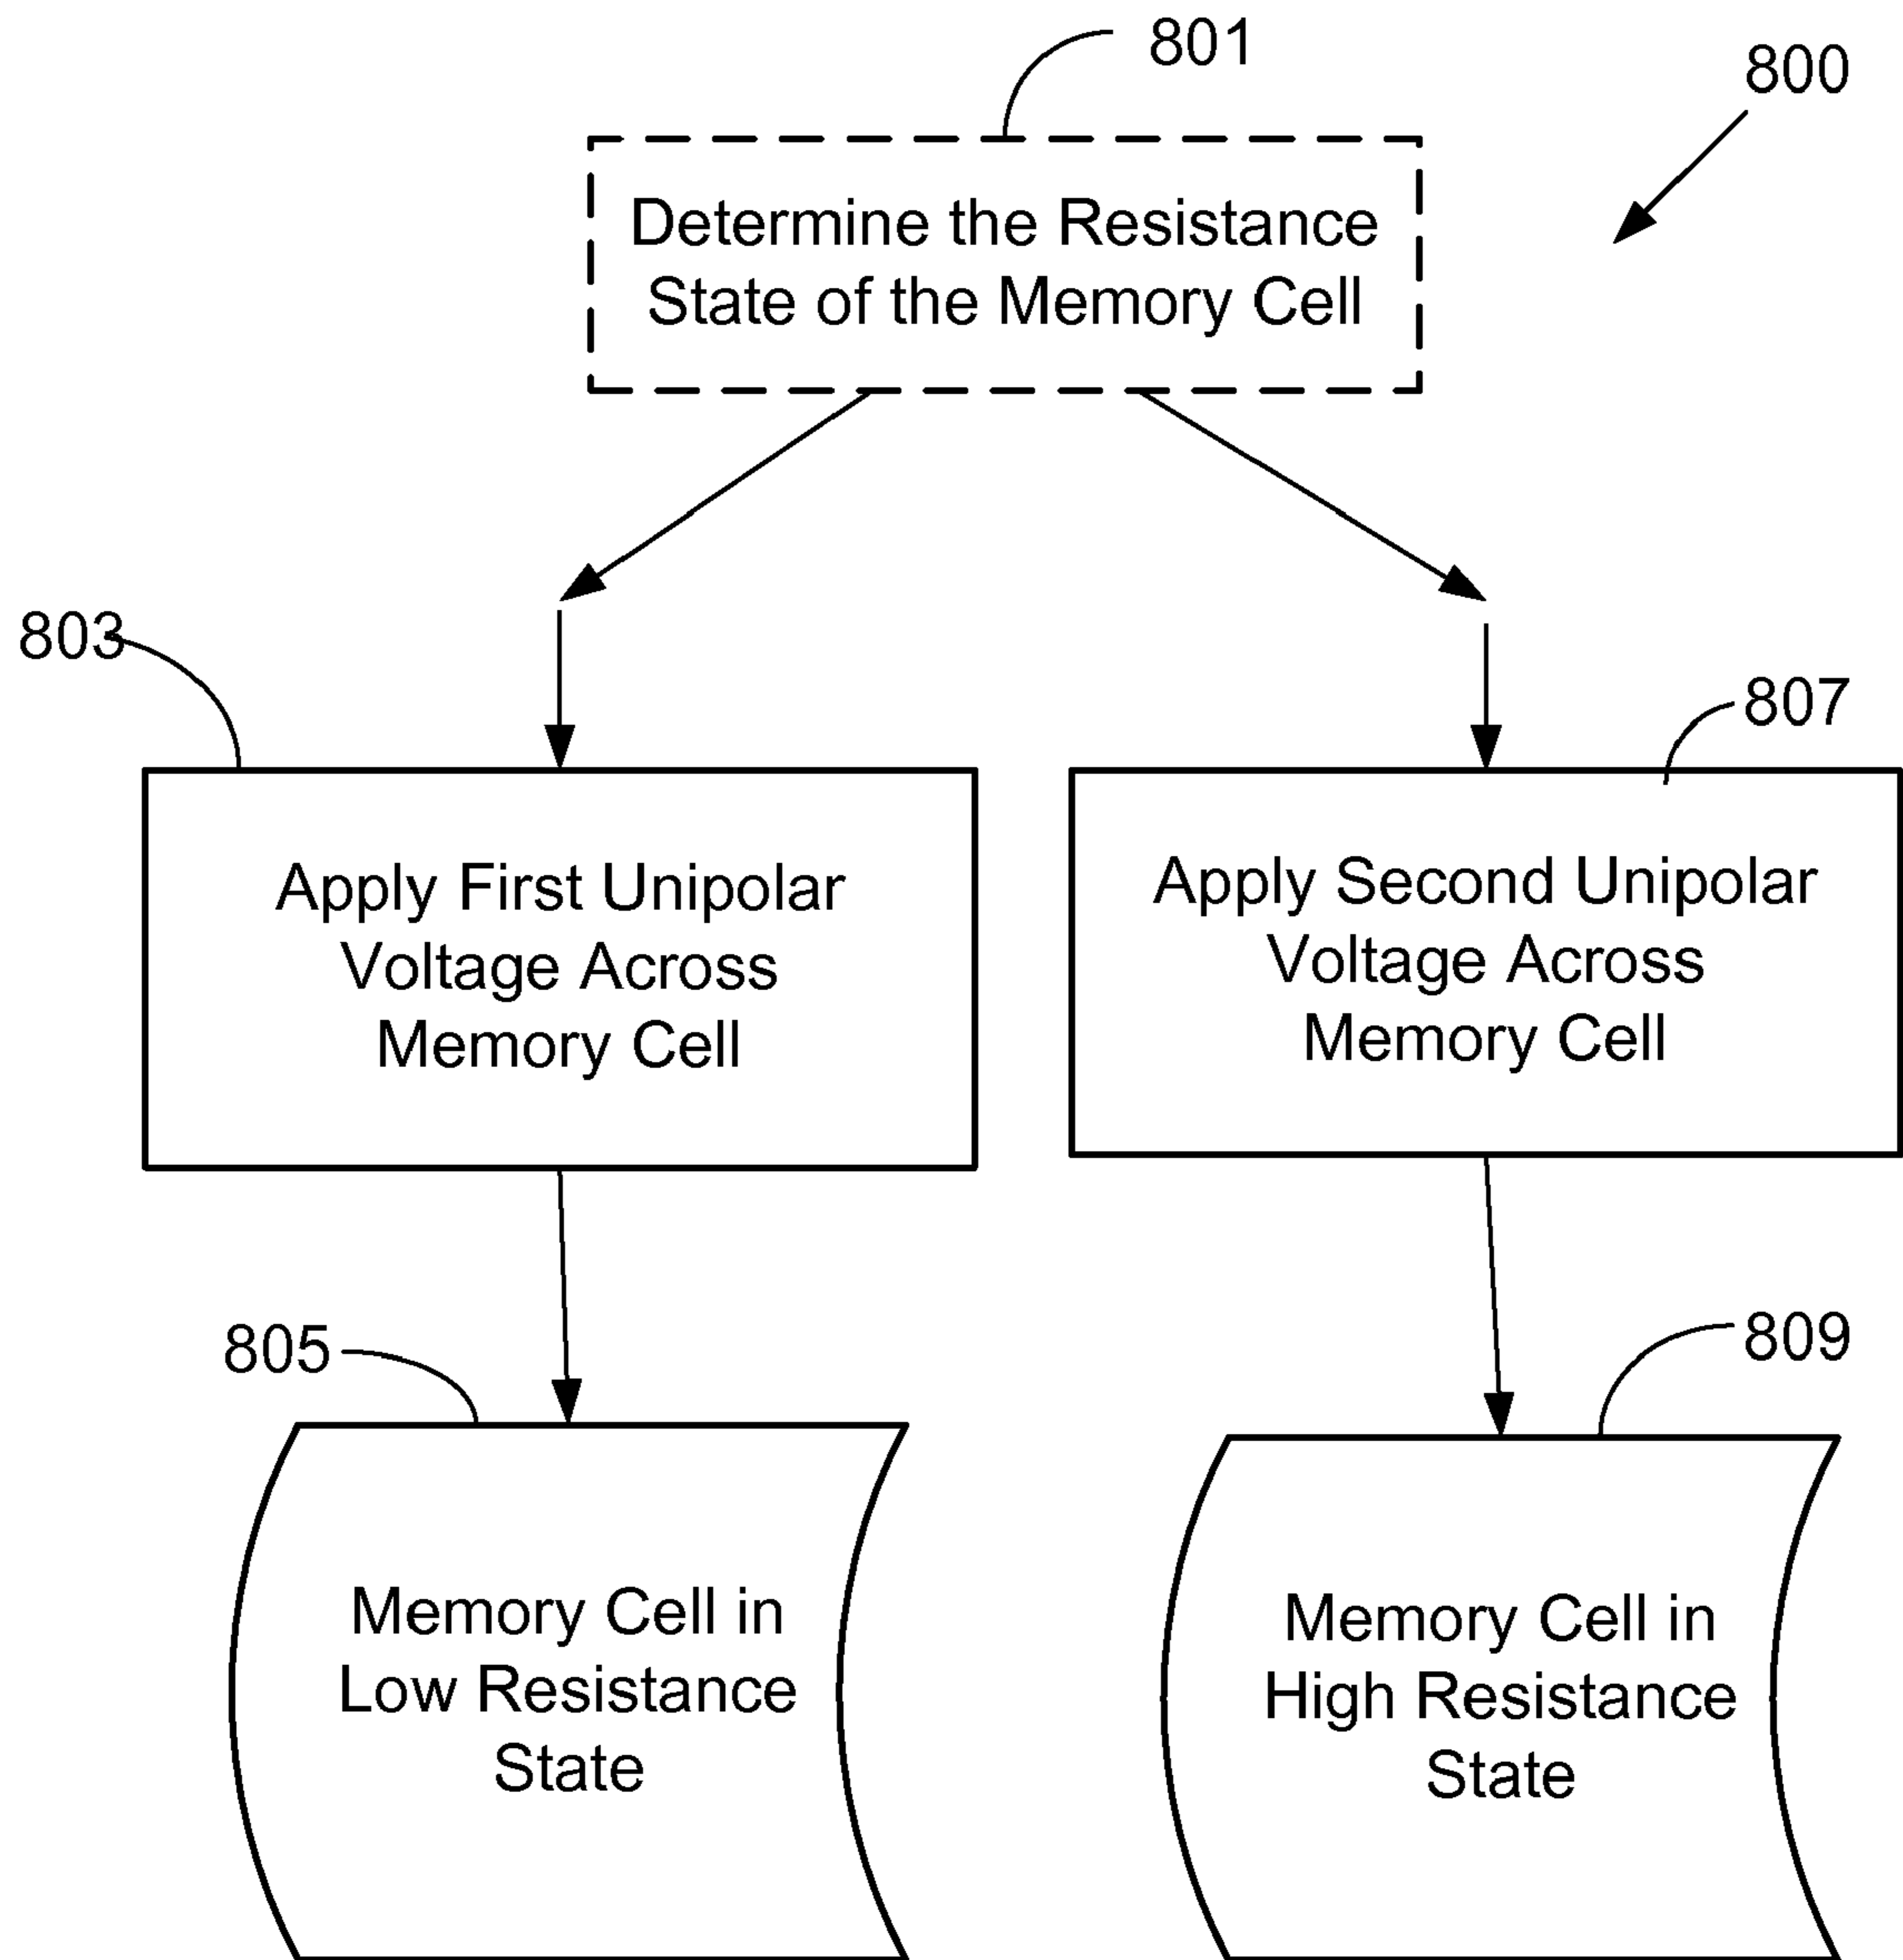 801
800
Determine the Resistance
State of the Memory Cell
803
807
Apply First Unipolar
Voltage Across
Memory Cell
Apply Second Unipolar
Voltage Across
Memory Cell
805
809
Memory Cell in
Low Resistance
State
Memory Cell in
High Resistance
State